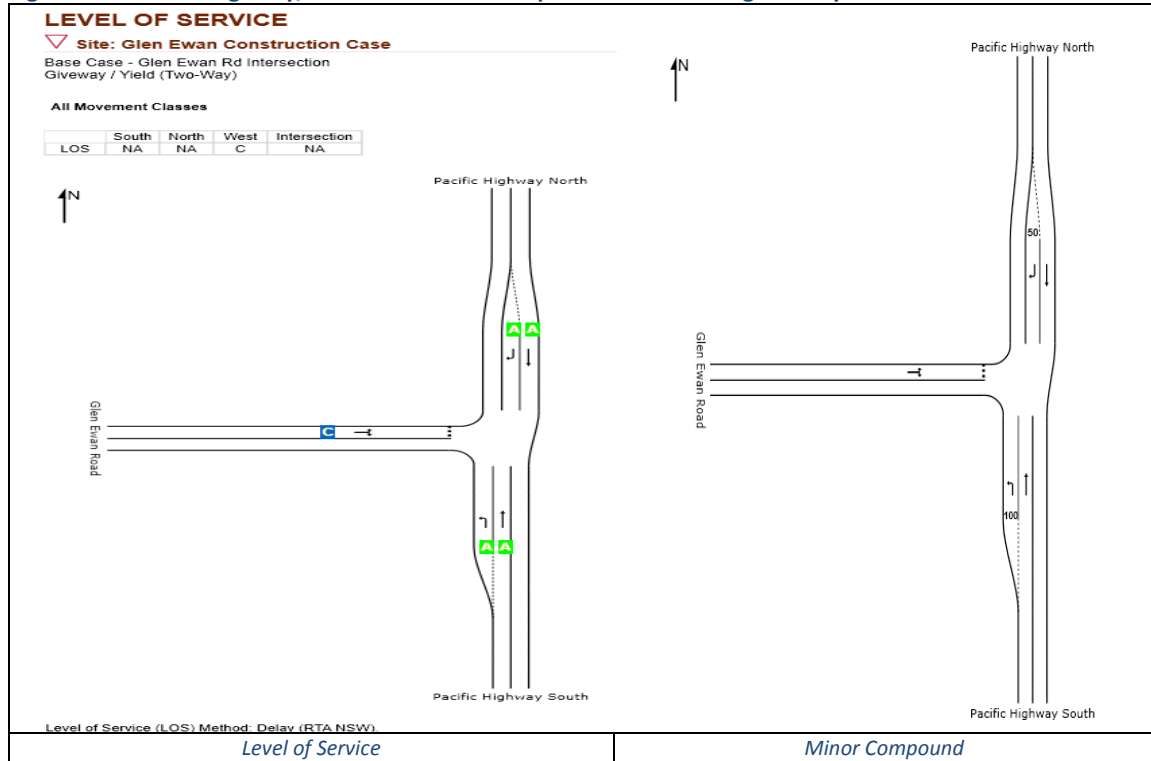 LEVEL OF SERVICE
Site: Glen Ewan Construction Case
Base Case - Glen Ewan Rd Intersection
Giveway / Yield (Two-Way)
All Movement Classes
South North West Intersection
LOS NA NA C NA
N
Pacific Highway North
A A
Glen Ewan Road
C
A A
Pacific Highway South
Level of Service (LOS) Method: Delay (RTA NSW).
Level of Service
N
Pacific Highway North
50
Glen Ewan Road
100
Pacific Highway South
Minor Compound